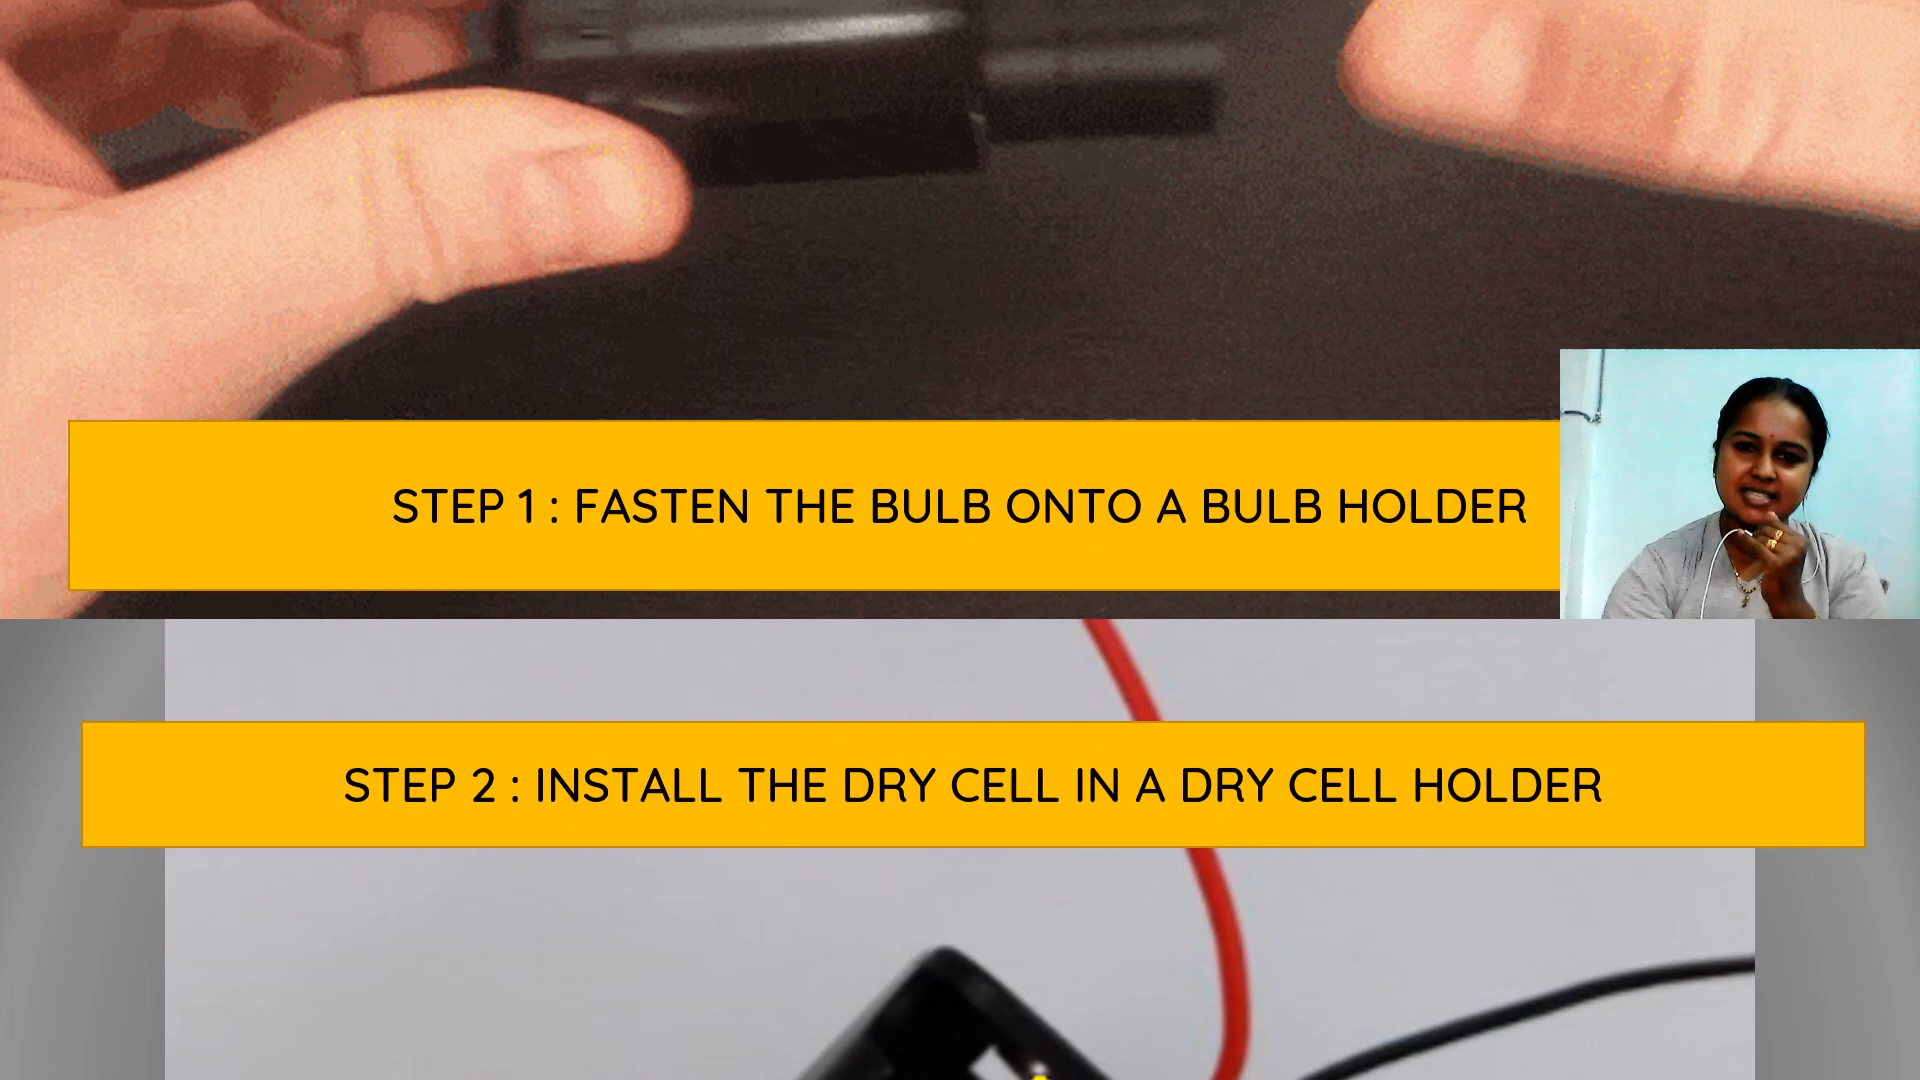 STEP 1 : FASTEN THE BULB ONTO A BULB HOLDER
STEP 2 : INSTALL THE DRY CELL IN A DRY CELL HOLDER